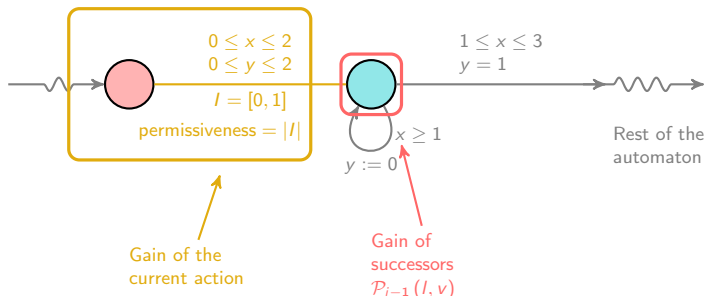 0 ≤ x ≤ 2
0 ≤ y ≤ 2
I = [0, 1]
permissiveness = |I|
1 ≤ x ≤ 3
y = 1
x ≥ 1
y := 0
Rest of the
automaton
Gain of the
current action
Gain of
successors
𝒫ᵢ₋₁(I, v)